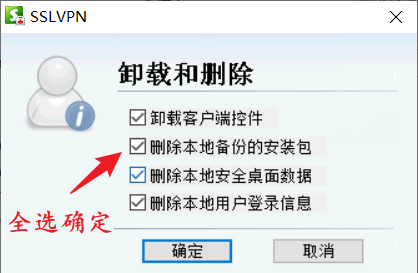 SSLVPN
卸载和删除
卸载客户端控件
删除本地备份的安装包
删除本地安全桌面数据
删除本地用户登录信息
全选确定
确定
取消